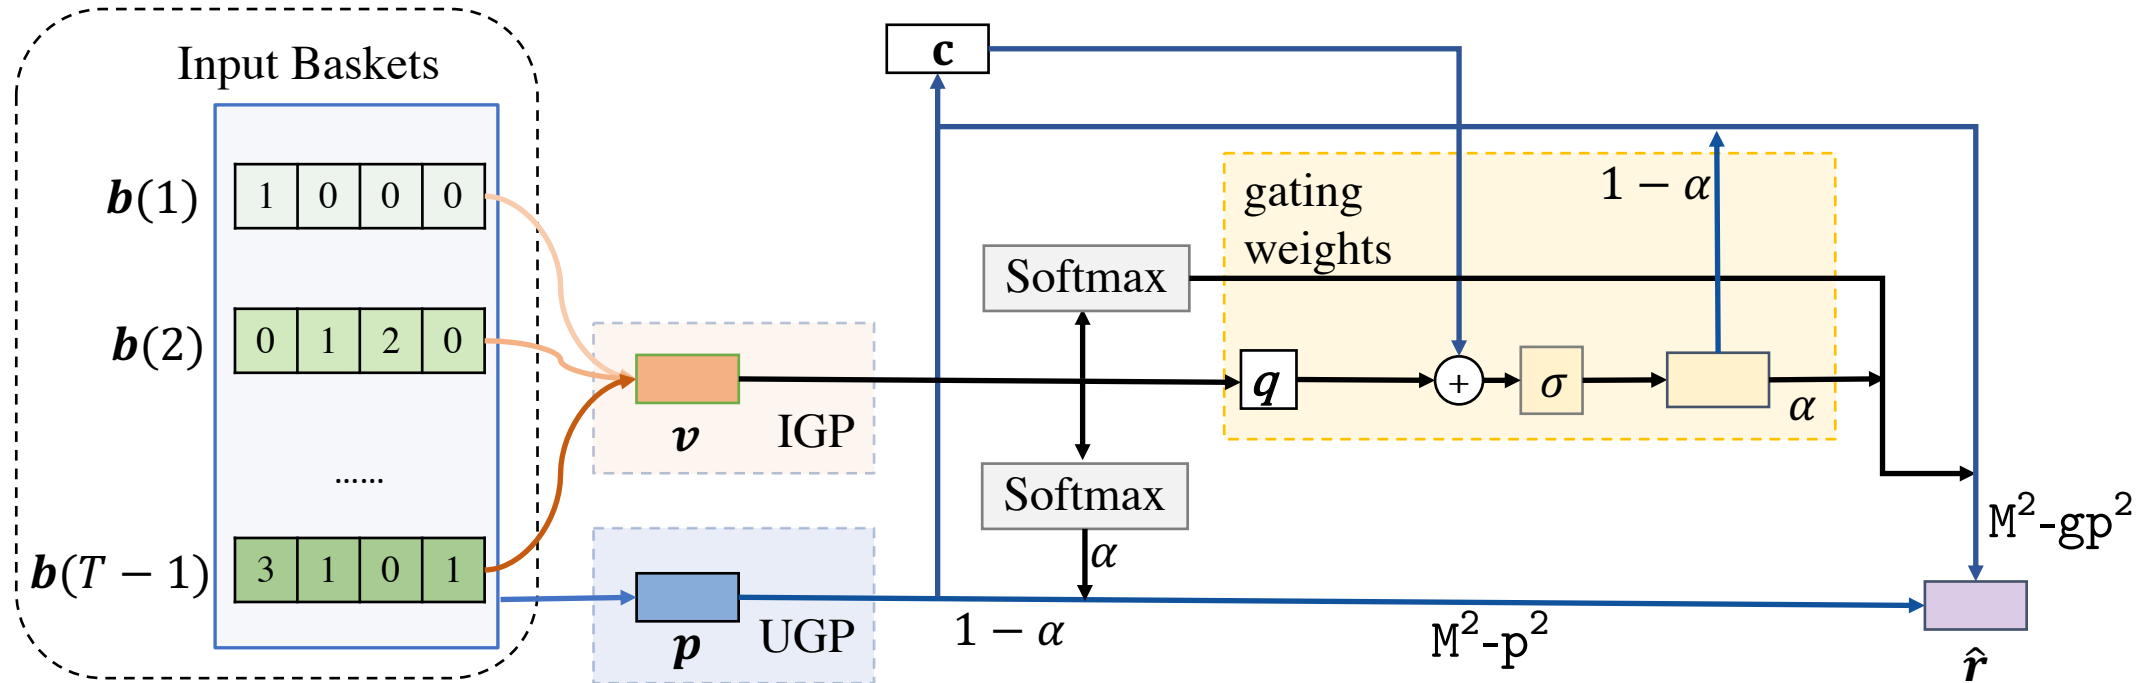 Input Baskets
b(1)
1 0 0 0
b(2)
0 1 2 0
......
b(T − 1)
3 1 0 1
v
IGP
p
UGP
c
Softmax
Softmax
α
1 − α
gating
weights
q
+
σ
1 − α
α
M²-gp²
M²-p²
r̂